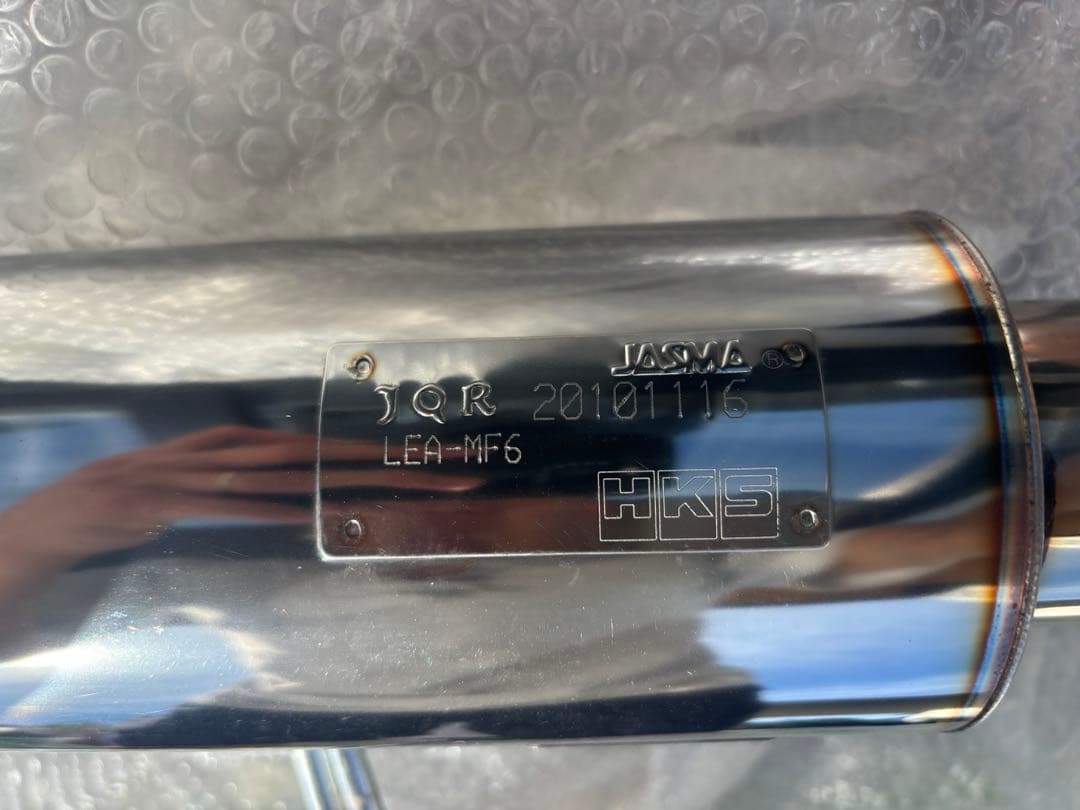 JASMA ®
JQR 20101116
LEA-MF6
HKS